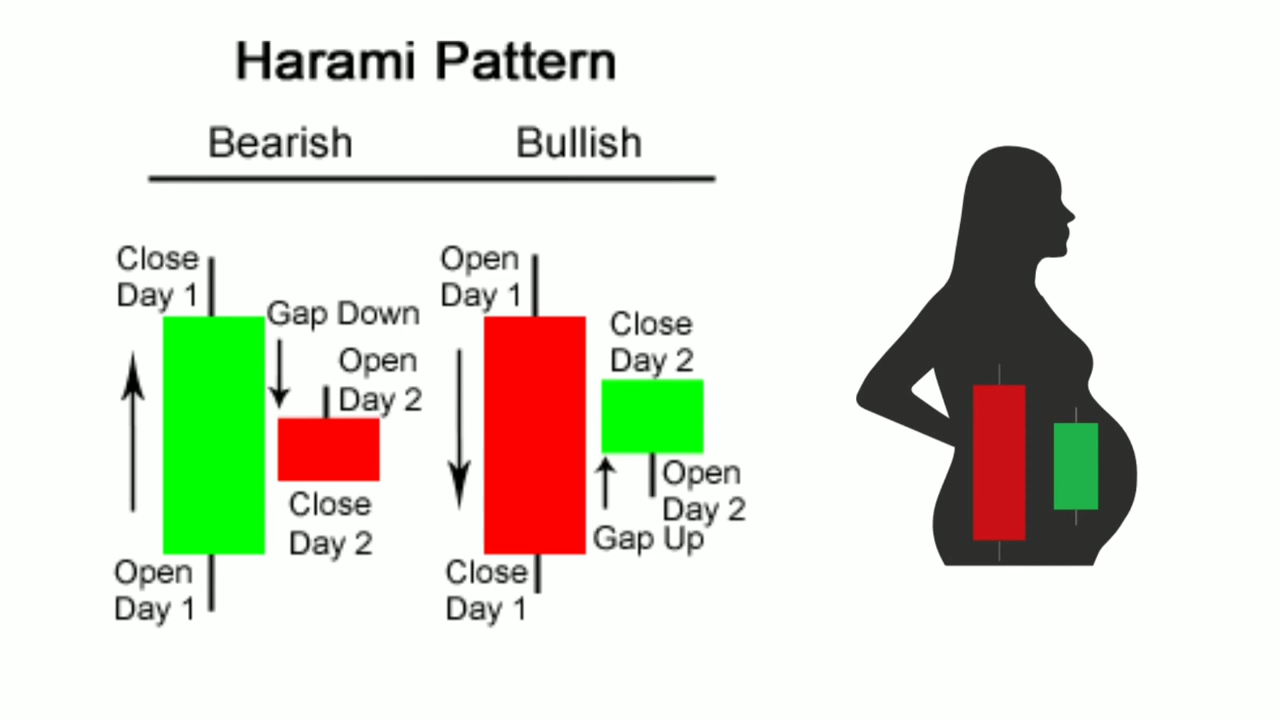 Harami Pattern
Bearish
Bullish
Close
Day 1
Gap Down
Open
Day 2
Close
Day 2
Open
Day 1
Open
Day 1
Close
Day 2
Open
Day 2
Gap Up
Close
Day 1